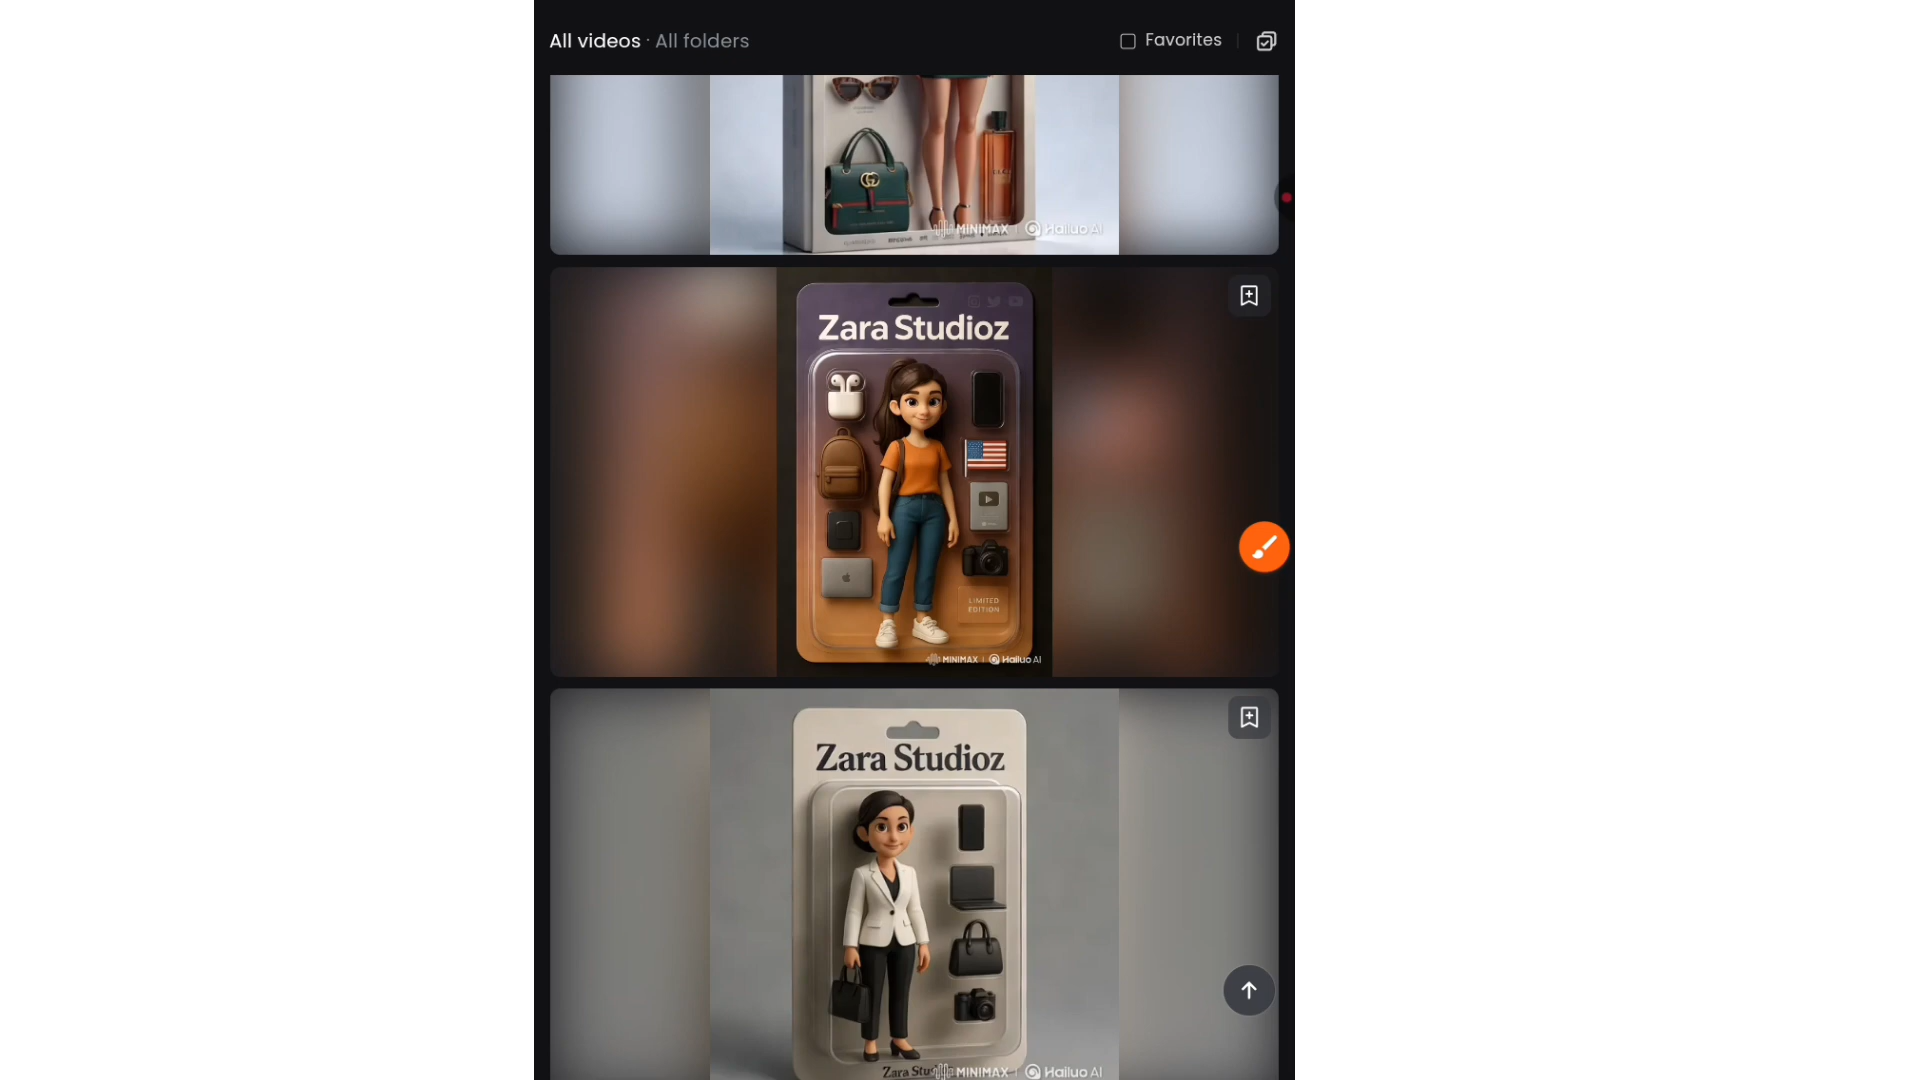 All videos · All folders
Favorites
MINIMAX | Hailuo AI
Zara Studioz
LIMITED
EDITION
MINIMAX | Hailuo AI
Zara Studioz
MINIMAX | Hailuo AI